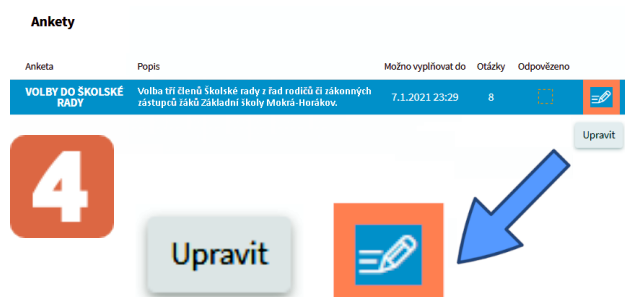 Ankety
Anketa Popis Možno vyplňovat do Otázky Odpovězeno
VOLBY DO ŠKOLSKÉ RADY
Volba tří členů Školské rady z řad rodičů či zákonných
zástupců žáků Základní školy Mokrá-Horákov.
7.1.2021 23:29 8
Upravit
4
Upravit